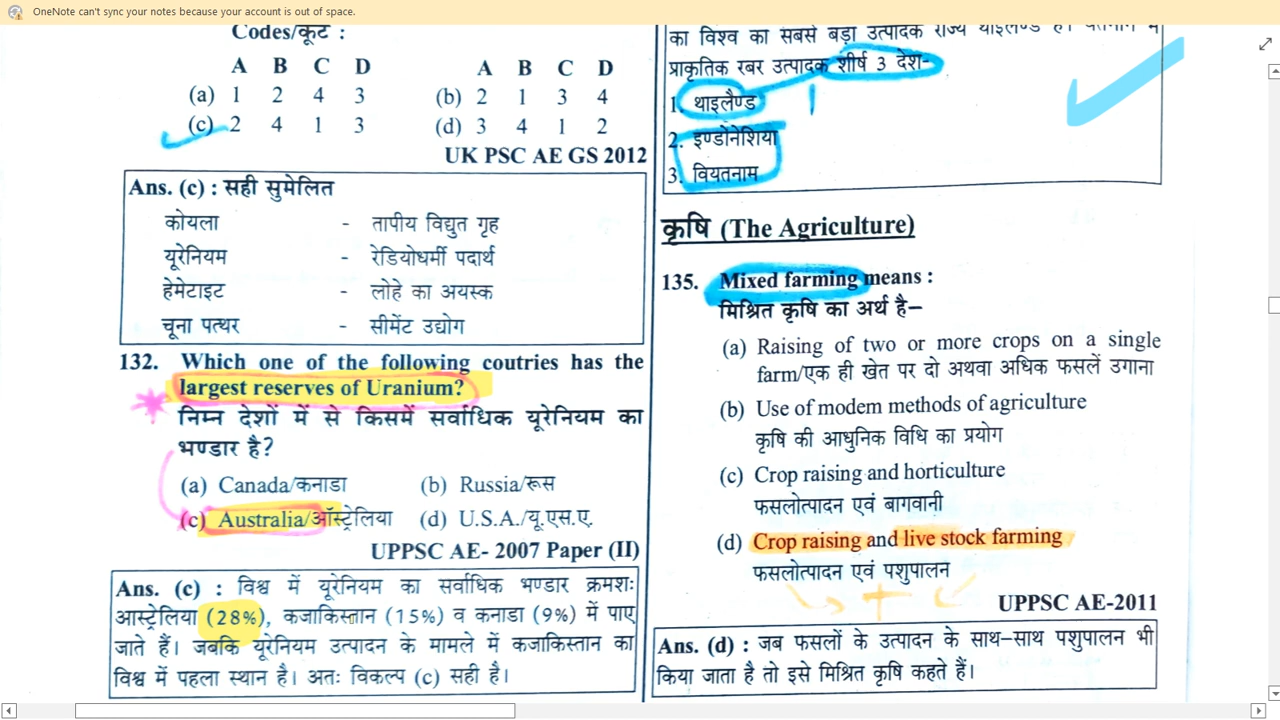 OneNote can't sync your notes because your account is out of space.
Codes/कूट :
A B C D A B C D
(a) 1 2 4 3 (b) 2 1 3 4
(c) 2 4 1 3 (d) 3 4 1 2
UK PSC AE GS 2012
Ans. (c) : सही सुमेलित
कोयला - तापीय विद्युत गृह
यूरेनियम - रेडियोधर्मी पदार्थ
हेमेटाइट - लोहे का अयस्क
चूना पत्थर - सीमेंट उद्योग
132. Which one of the following coutries has the
largest reserves of Uranium?
निम्न देशों में से किसमें सर्वाधिक यूरेनियम का
भण्डार है?
(a) Canada/कनाडा (b) Russia/रूस
(c) Australia/ऑस्ट्रेलिया (d) U.S.A./यू.एस.ए.
UPPSC AE- 2007 Paper (II)
Ans. (c) : विश्व में यूरेनियम का सर्वाधिक भण्डार क्रमशः
आस्ट्रेलिया (28%), कजाकिस्तान (15%) व कनाडा (9%) में पाए
जाते हैं। जबकि यूरेनियम उत्पादन के मामले में कजाकिस्तान का
विश्व में पहला स्थान है। अतः विकल्प (c) सही है।
का विश्व का सबसे बड़ा उत्पादक राज्य थाइलैण्ड है। वर्तमान में
प्राकृतिक रबर उत्पादक शीर्ष 3 देश-
1. थाइलैण्ड 1
2. इण्डोनेशिया
3. वियतनाम
कृषि (The Agriculture)
135. Mixed farming means :
मिश्रित कृषि का अर्थ है–
(a) Raising of two or more crops on a single
farm/एक ही खेत पर दो अथवा अधिक फसलें उगाना
(b) Use of modem methods of agriculture
कृषि की आधुनिक विधि का प्रयोग
(c) Crop raising and horticulture
फसलोत्पादन एवं बागवानी
(d) Crop raising and live stock farming
फसलोत्पादन एवं पशुपालन
+
UPPSC AE-2011
Ans. (d) : जब फसलों के उत्पादन के साथ–साथ पशुपालन भी
किया जाता है तो इसे मिश्रित कृषि कहते हैं।